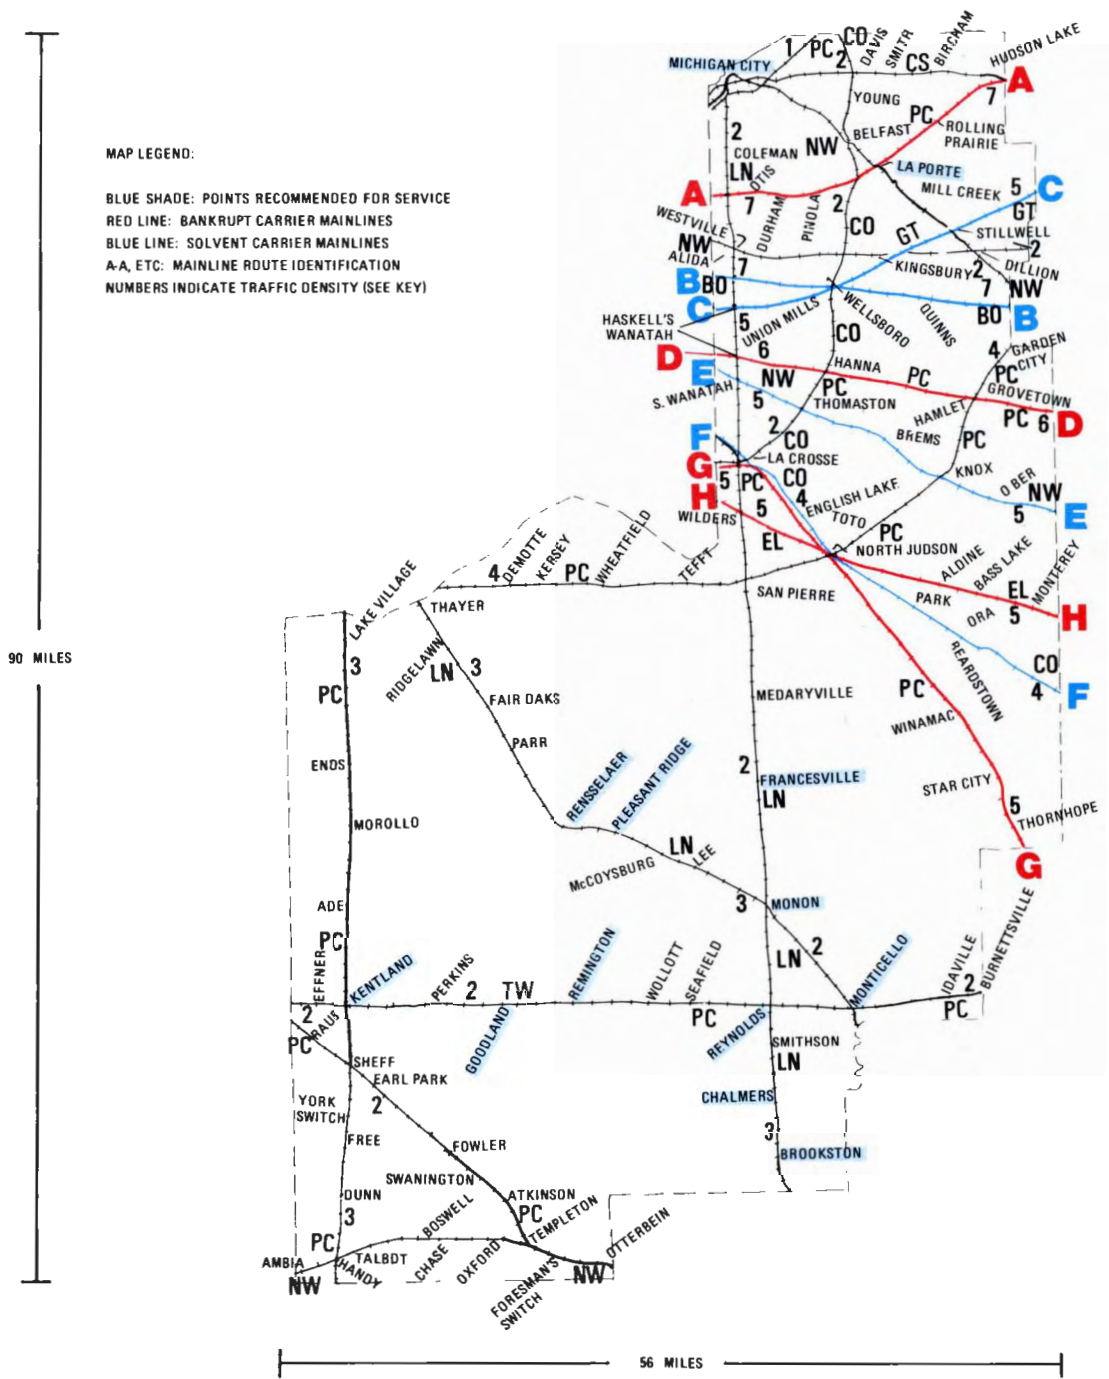 1
PC
CO
2
DAVIS
SMITH
BIRCHAM
CS
HUDSON LAKE
MICHIGAN CITY
A
7
YOUNG
PC
ROLLING
PRAIRIE
BELFAST
2
NW
COLEMAN
LN
OTIS
LA PORTE
MILL CREEK
5
C
GT
A
7
DURHAM
PINOLA
2
CO
GT
STILLWELL
2
WESTVILLE
2
NW
ALIDA
7
KINGSBURY
2
DILLION
7
NW
B
BO
C
UNION MILLS
WELLSBORO
QUINNS
BO
B
HASKELL'S
WANATAH
5
CO
4
GARDEN
CITY
PC
D
6
HANNA
PC
GROVETOWN
E
NW
PC
S. WANATAH
5
THOMASTON
HAMLET
PC
6
D
BREMS
PC
F
2
CO
LA CROSSE
KNOX
G
5
PC
CO
4
O BER
NW
H
5
ENGLISH LAKE
5
E
WILDERS
TOTO
EL
PC
NORTH JUDSON
ALDINE
BASS LAKE
MONTEREY
SAN PIERRE
PARK
ORA
EL
5
H
4
DEMOTTE
KERSEY
PC
WHEATFIELD
TEFFT
LAKE VILLAGE
THAYER
REARDSTOWN
CO
4
F
3
RIDGELAWN
LN
3
PC
FAIR OAKS
MEDARYVILLE
PC
WINAMAC
PARR
ENDS
RENSSELAER
PLEASANT RIDGE
2
FRANCESVILLE
LN
STAR CITY
5
THORNHOPE
MOROLLO
G
McCOYSBURG
LN
LEE
3
MONON
ADE
PC
2
LN
EFFNER
KENTLAND
PERKINS
2
TW
REMINGTON
WOLLOTT
SEAFIELD
PC
MONTICELLO
IDAVILLE
2
PC
BURNETTSVILLE
2
PC
GOODLAND
REYNOLDS
SMITHSON
LN
SHEFF
EARL PARK
2
YORK
SWITCH
CHALMERS
3
BROOKSTON
FREE
FOWLER
SWANINGTON
DUNN
3
ATKINSON
PC
BOSWELL
TEMPLETON
OTTERBEIN
PC
AMBIA
TALBOT
HANDY
CHASE
OXFORD
FORESMAN'S
SWITCH
NW
NW
MAP LEGEND:
BLUE SHADE: POINTS RECOMMENDED FOR SERVICE
RED LINE: BANKRUPT CARRIER MAINLINES
BLUE LINE: SOLVENT CARRIER MAINLINES
A-A, ETC: MAINLINE ROUTE IDENTIFICATION
NUMBERS INDICATE TRAFFIC DENSITY (SEE KEY)
90 MILES
56 MILES